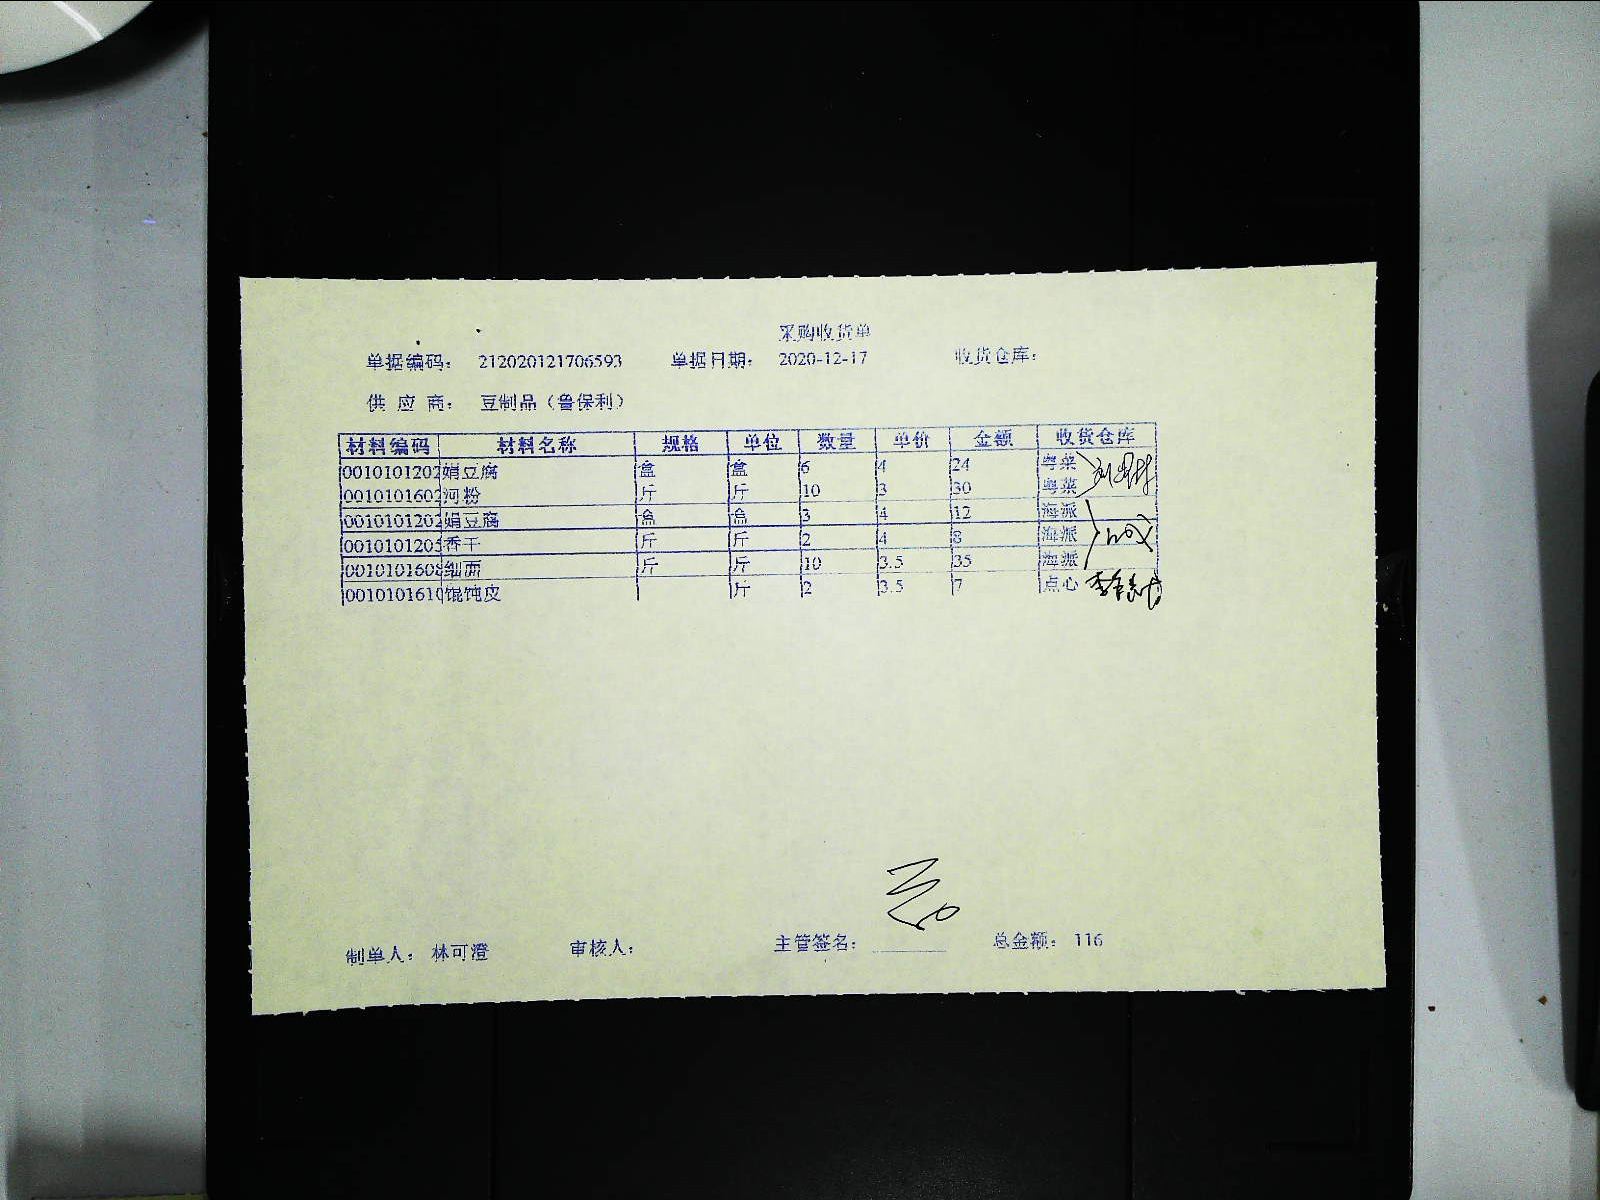 采购收货单
单据编码： 212020121706593 单据日期： 2020-12-17 收货仓库：
供 应 商： 豆制品（鲁保利）
材料编码 材料名称 规格 单位 数量 单价 金额 收货仓库
0010101202 娟豆腐 盒 盒 6 4 24 粤菜
0010101602 河粉 斤 斤 10 3 30 粤菜
0010101202 娟豆腐 盒 盒 3 4 12 海派
0010101205 香干 斤 斤 2 4 8 海派
0010101608 细面 斤 斤 10 3.5 35 海派
0010101610 馄饨皮 斤 2 3.5 7 点心
制单人： 林可澄 审核人： 主管签名： 总金额： 116